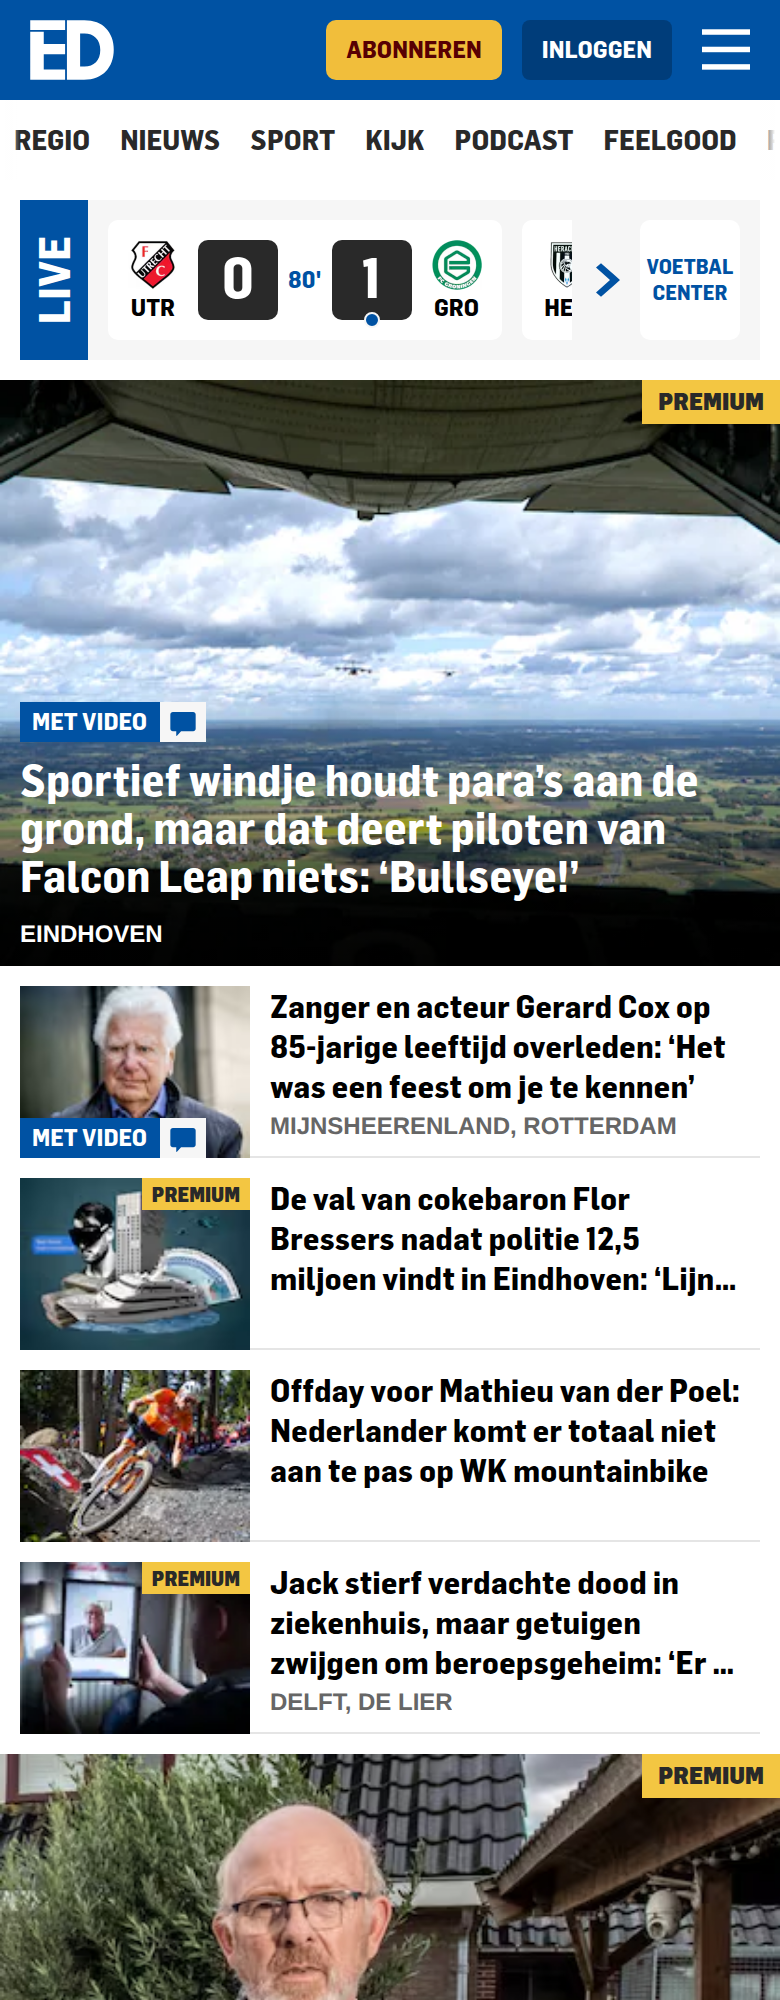 ED
ABONNEREN
INLOGGEN
REGIO NIEUWS SPORT KIJK PODCAST FEELGOOD
LIVE
FC UTRECHT
UTR
0
80'
1
GRO
HE
VOETBAL
CENTER
PREMIUM
MET VIDEO
Sportief windje houdt para’s aan de
grond, maar dat deert piloten van
Falcon Leap niets: ‘Bullseye!’
EINDHOVEN
MET VIDEO
Zanger en acteur Gerard Cox op
85-jarige leeftijd overleden: ‘Het
was een feest om je te kennen’
MIJNSHEERENLAND, ROTTERDAM
PREMIUM
De val van cokebaron Flor
Bressers nadat politie 12,5
miljoen vindt in Eindhoven: ‘Lijn...
Offday voor Mathieu van der Poel:
Nederlander komt er totaal niet
aan te pas op WK mountainbike
PREMIUM
Jack stierf verdachte dood in
ziekenhuis, maar getuigen
zwijgen om beroepsgeheim: ‘Er ...
DELFT, DE LIER
PREMIUM